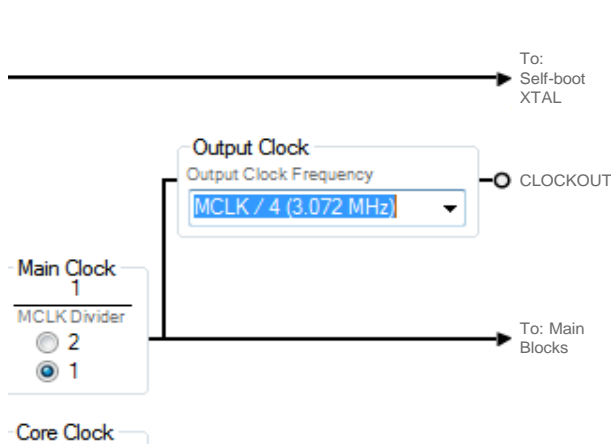 To:
Self-boot
XTAL
Output Clock
Output Clock Frequency
MCLK / 4 (3.072 MHz)
CLOCKOUT
Main Clock
1
MCLK Divider
2
1
To: Main
Blocks
Core Clock